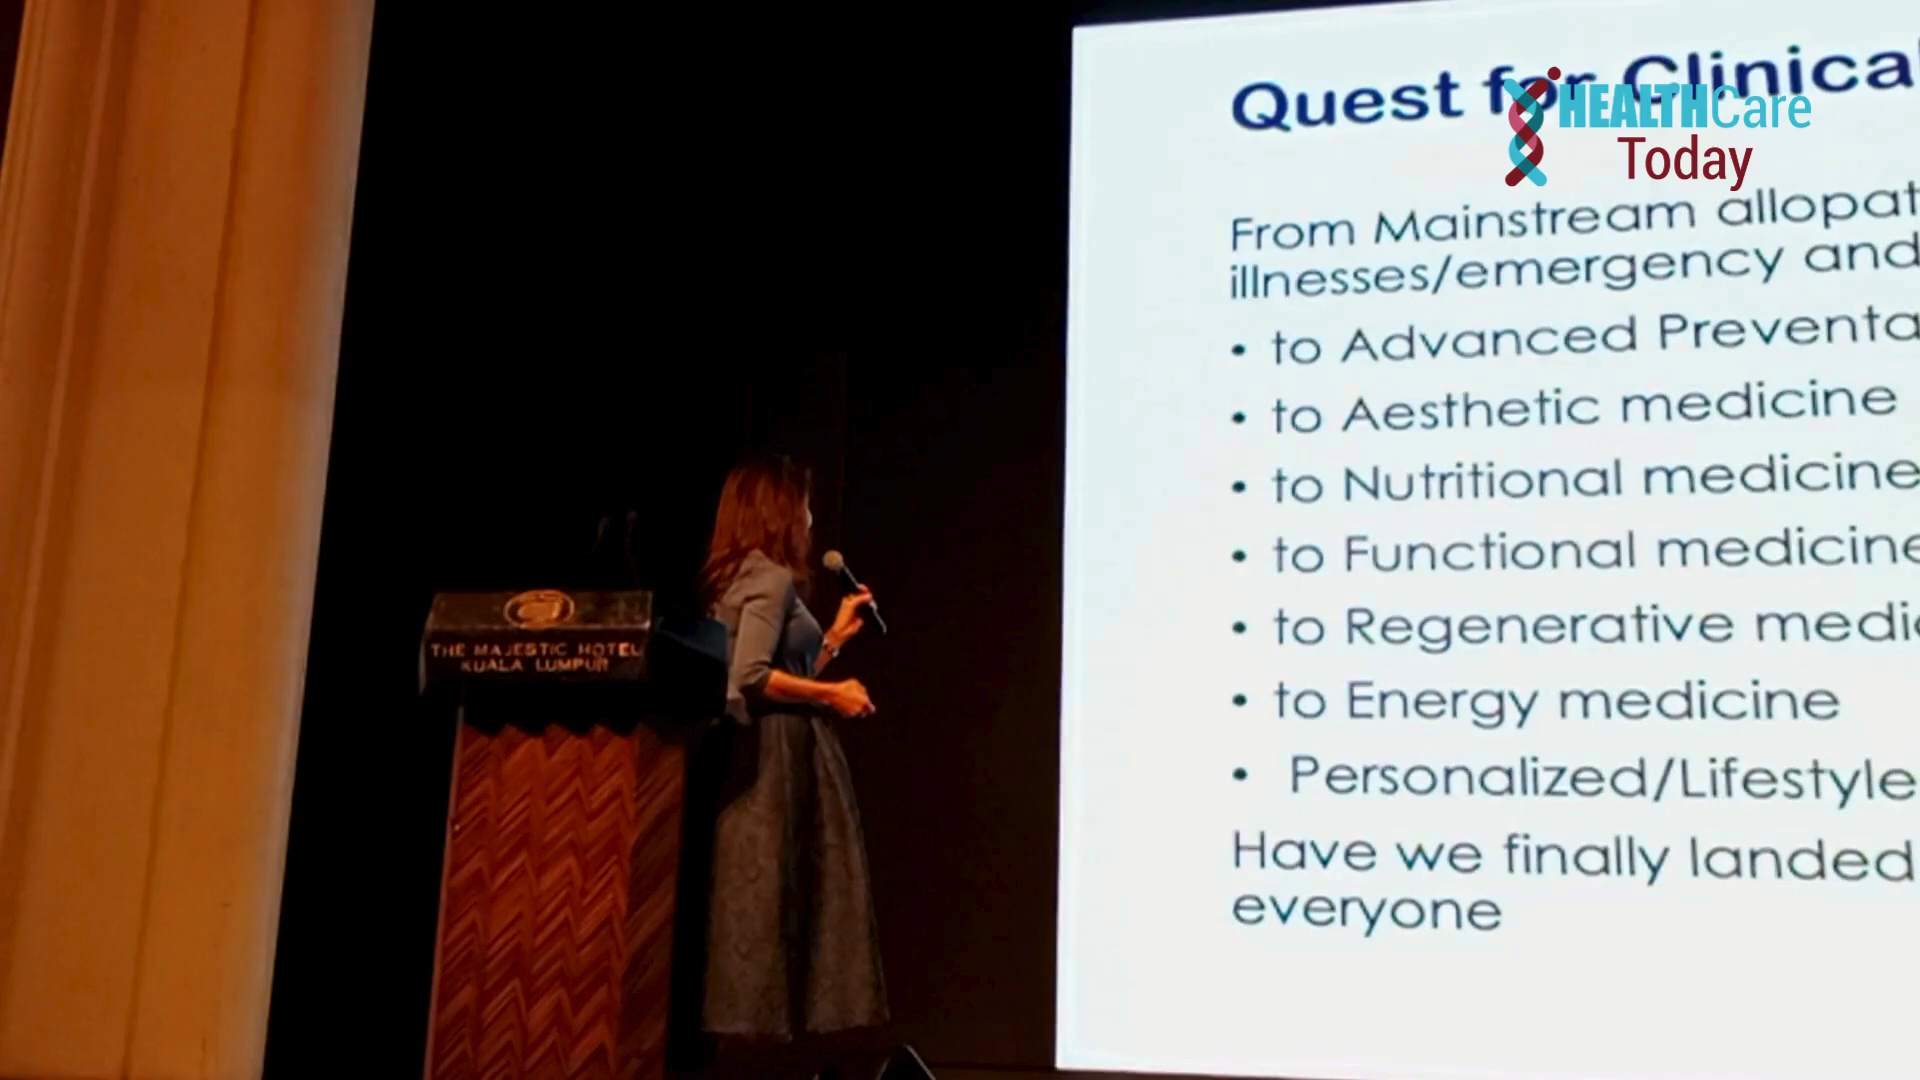 Quest for Clinical
HEALTHCare
Today
From Mainstream allopat
illnesses/emergency and
• to Advanced Preventa
• to Aesthetic medicine
• to Nutritional medicine
• to Functional medicine
• to Regenerative medic
• to Energy medicine
• Personalized/Lifestyle
Have we finally landed
everyone
THE MAJESTIC HOTEL
KUALA LUMPUR